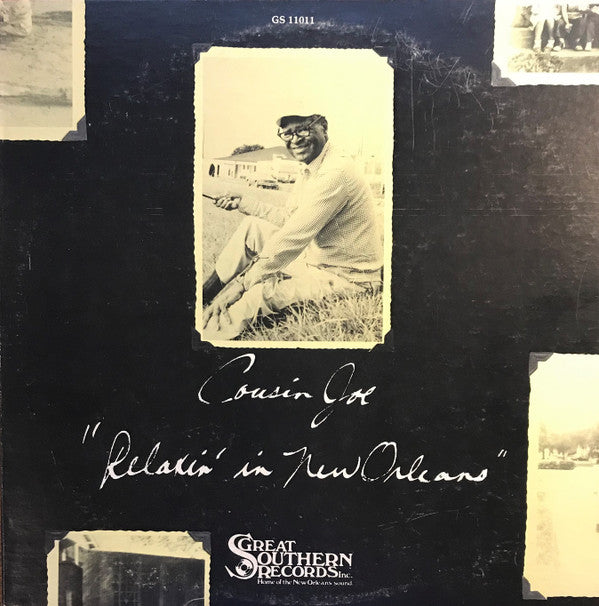 GS 11011
Cousin Joe
"Relaxin' in New Orleans"
GREAT
SOUTHERN
RECORDS Inc.
Home of the New Orleans sound.